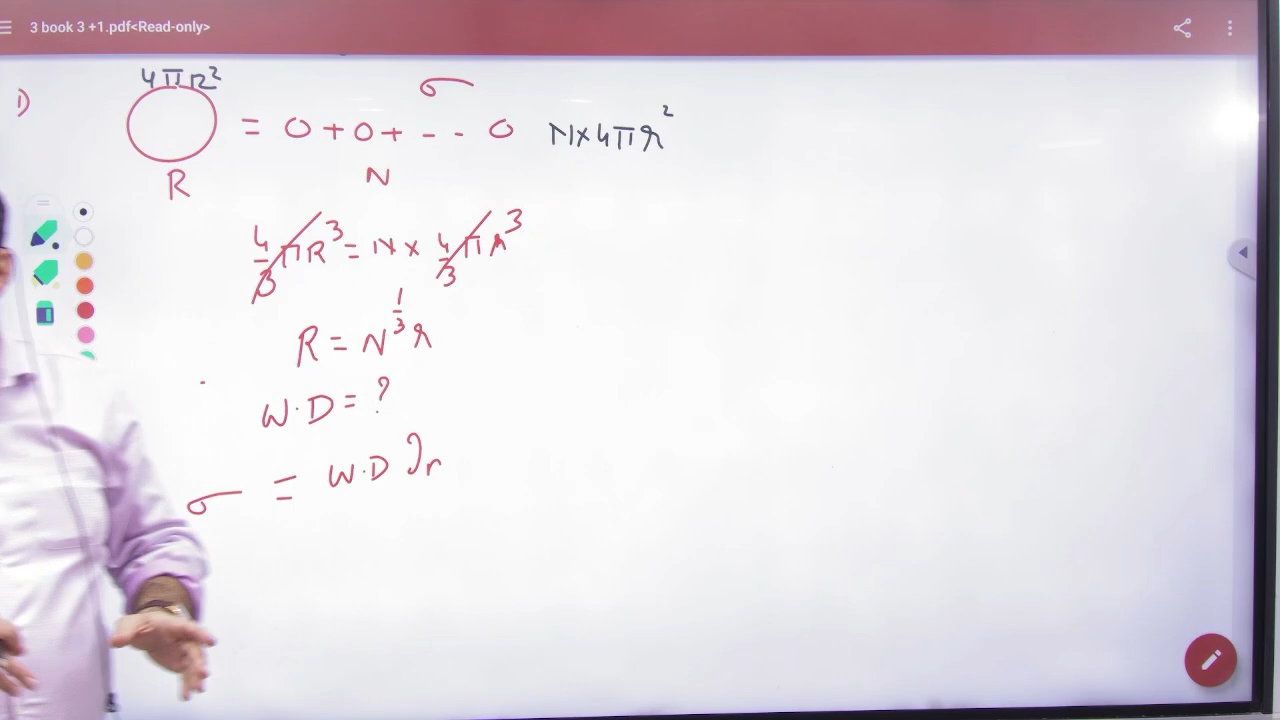 3 book 3 +1.pdf<Read-only>
4πR²
1)
= 0 + 0 + - - 0 σ N×4πr²
R N
4/3 πR³ = N × 4/3 πr³
R = N^1/3 r
W.D = ?
σ = W.D